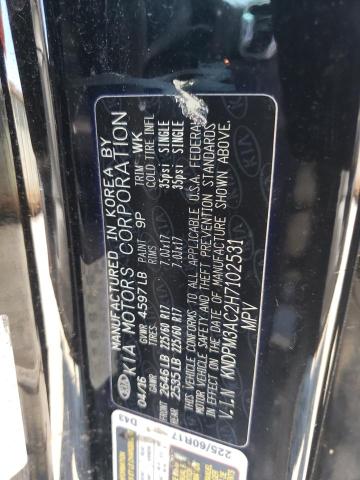 MANUFACTURED IN KOREA BY
KIA MOTORS CORPORATION
04/16 GVWR 4597LB PAINT 9P TRIM WK
GAWR TIRES RIMS COLD TIRE INFL
FRONT 2646LB 225/60 R17 7.0JX17 35psi SINGLE
REAR 2535LB 225/60 R17 7.0JX17 35psi SINGLE
THIS VEHICLE CONFORMS TO ALL APPLICABLE U.S.A. FEDERAL
MOTOR VEHICLE SAFETY AND THEFT PREVENTION STANDARDS
IN EFFECT ON THE DATE OF MANUFACTURE SHOWN ABOVE.
V.I.N KNDPM3AC2H7102531
MPV
D43
225/60R17